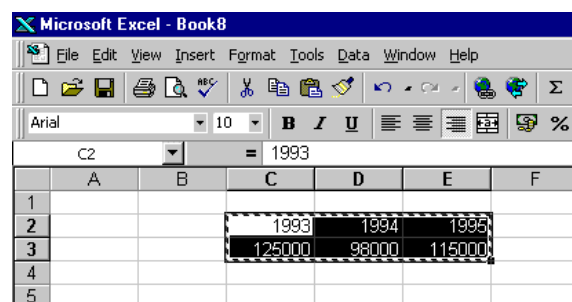 Microsoft Excel - Book8
File Edit View Insert Format Tools Data Window Help
ABC Σ
Arial 10 B I U a %
C2 = 1993
A B C D E F
1
2 1993 1994 1995
3 125000 98000 115000
4
5